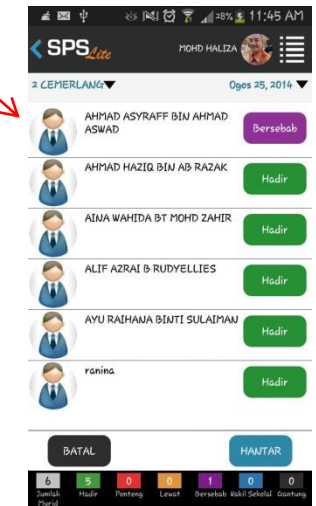 28% 11:45 AM
SPSLite MOHD HALIZA
2 CEMERLANG Ogos 25, 2014
AHMAD ASYRAFF BIN AHMAD
ASWAD
Bersebab
AHMAD HAZIQ BIN AB RAZAK
Hadir
AINA WAHIDA BT MOHD ZAHIR
Hadir
ALIF AZRAI B RUDYELLIES
Hadir
AYU RAIHANA BINTI SULAIMAN
Hadir
ranina
Hadir
BATAL HANTAR
6 5 0 0 1 0 0
Jumlah Murid Hadir Ponteng Lewat Bersebab Wakil Sekolah Gantung